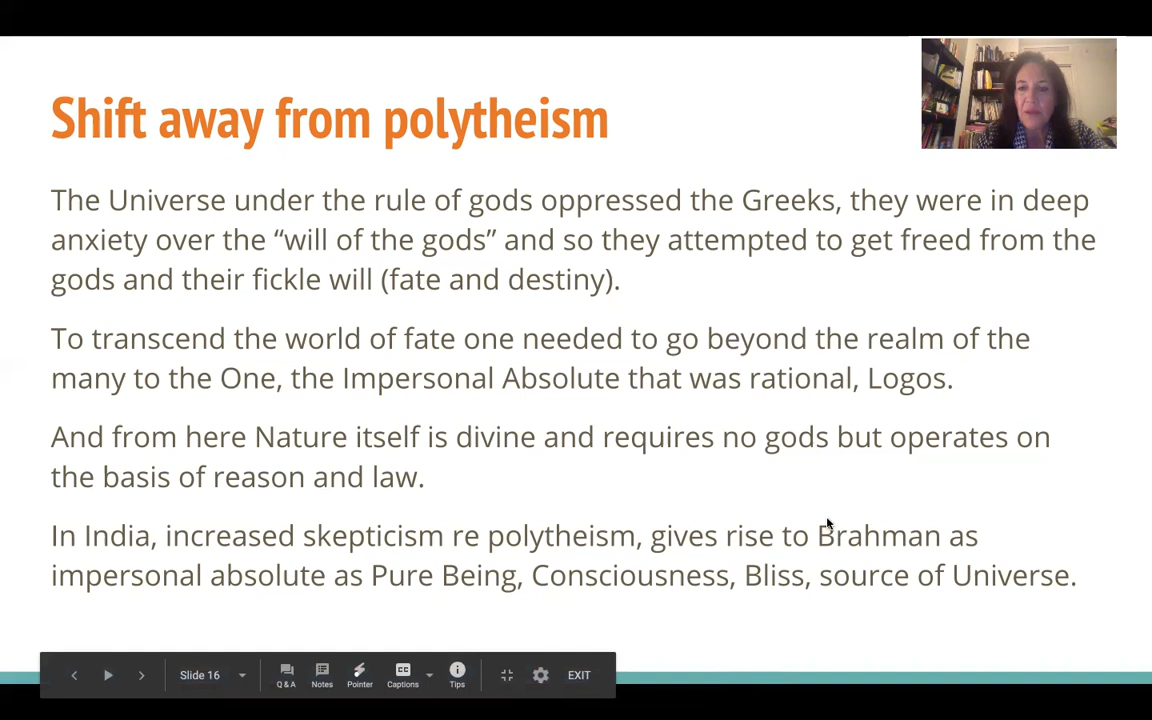 Shift away from polytheism
The Universe under the rule of gods oppressed the Greeks, they were in deep
anxiety over the “will of the gods” and so they attempted to get freed from the
gods and their fickle will (fate and destiny).
To transcend the world of fate one needed to go beyond the realm of the
many to the One, the Impersonal Absolute that was rational, Logos.
And from here Nature itself is divine and requires no gods but operates on
the basis of reason and law.
In India, increased skepticism re polytheism, gives rise to Brahman as
impersonal absolute as Pure Being, Consciousness, Bliss, source of Universe.
Slide 16
CC
Q & A Notes Pointer Captions Tips
EXIT